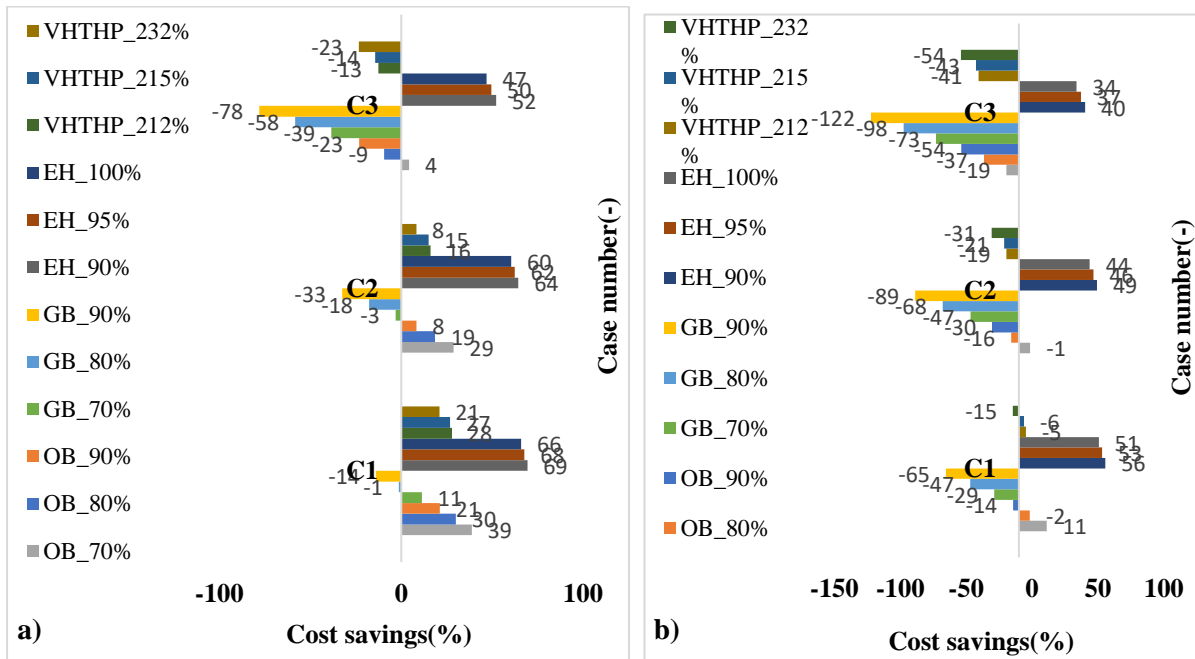 VHTHP_232%
VHTHP_215%
VHTHP_212%
EH_100%
EH_95%
EH_90%
GB_90%
GB_80%
GB_70%
OB_90%
OB_80%
OB_70%
-23
-14
-13
47
50
52
C3
-78
-58
-39
-23
-9
4
8
15
16
60
62
64
C2
-33
-18
-3
8
19
29
21
27
28
66
68
69
C1
-14
-1
11
21
30
39
-100
0
100
Cost savings(%)
Case number(-)
a)
VHTHP_232
%
VHTHP_215
%
VHTHP_212
%
EH_100%
EH_95%
EH_90%
GB_90%
GB_80%
GB_70%
OB_90%
OB_80%
-54
-43
-41
34
37
40
C3
-122
-98
-73
-54
-37
-19
-31
-21
-19
44
46
49
C2
-89
-68
-47
-30
-16
-1
-15
-6
-5
51
53
56
C1
-65
-47
-29
-14
-2
11
-150
-100
-50
0
50
100
Cost savings(%)
Case number(-)
b)